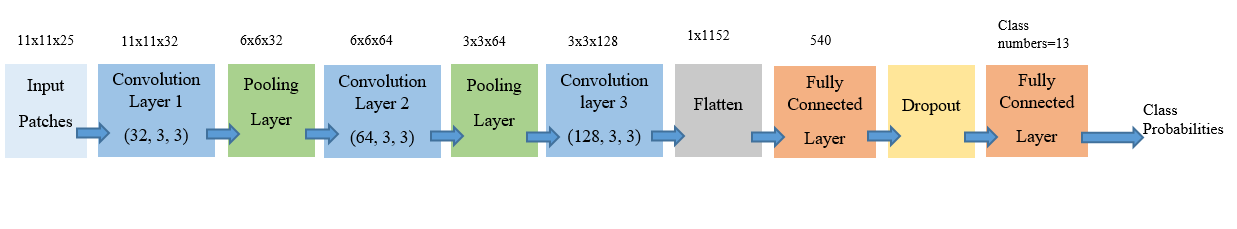 11x11x25
11x11x32
6x6x32
6x6x64
3x3x64
3x3x128
1x1152
540
Class
numbers=13
Input
Patches
Convolution
Layer 1
(32, 3, 3)
Pooling
Layer
Convolution
Layer 2
(64, 3, 3)
Pooling
Layer
Convolution
layer 3
(128, 3, 3)
Flatten
Fully
Connected
Layer
Dropout
Fully
Connected
Layer
Class
Probabilities